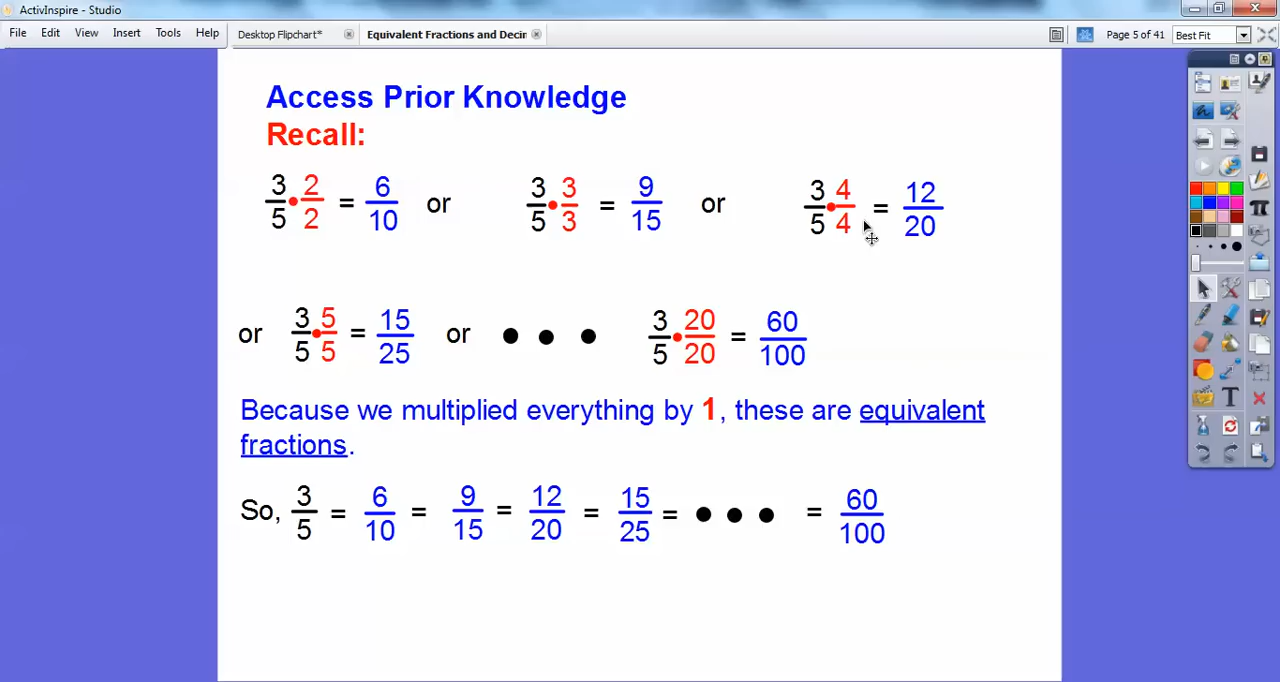 ActivInspire - Studio
File Edit View Insert Tools Help Desktop Flipchart* Equivalent Fractions and Decin Page 5 of 41 Best Fit
Access Prior Knowledge
Recall:
3/5 • 2/2 = 6/10 or 3/5 • 3/3 = 9/15 or 3/5 • 4/4 = 12/20
or 3/5 • 5/5 = 15/25 or • • • 3/5 • 20/20 = 60/100
Because we multiplied everything by 1, these are equivalent
fractions.
So, 3/5 = 6/10 = 9/15 = 12/20 = 15/25 = • • • = 60/100